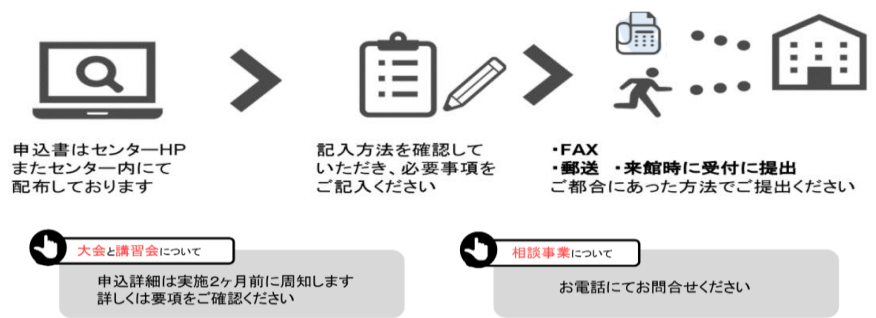 申込書はセンターHP
またセンター内にて
配布しております
記入方法を確認して
いただき、必要事項を
ご記入ください
・FAX
・郵送 ・来館時に受付に提出
ご都合にあった方法でご提出ください
大会と講習会について
申込詳細は実施2ヶ月前に周知します
詳しくは要項をご確認ください
相談事業について
お電話にてお問合せください